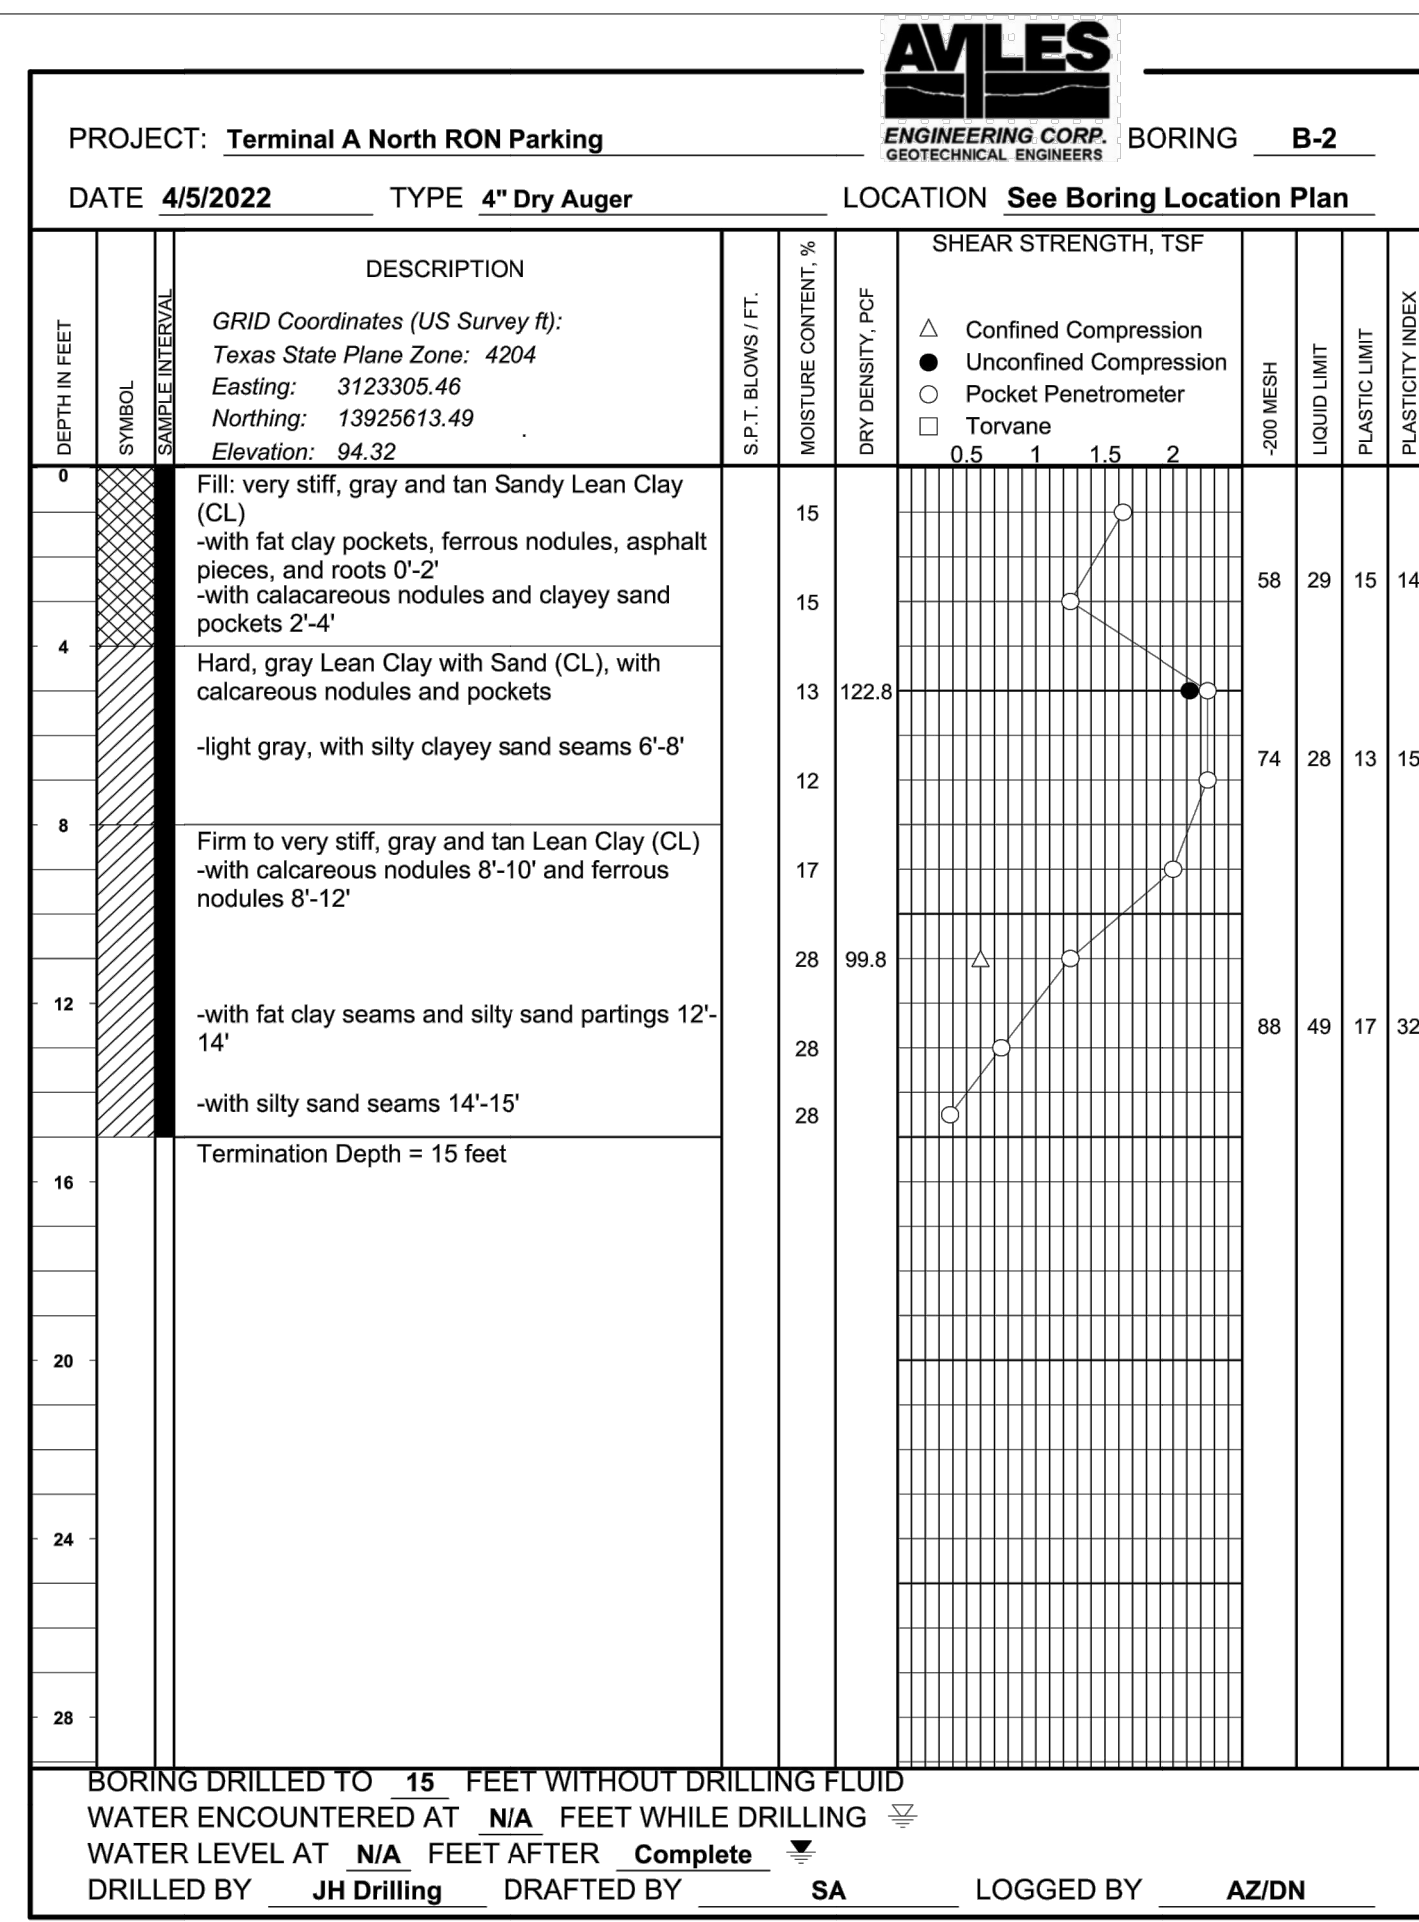 AVILES
ENGINEERING CORP.
GEOTECHNICAL ENGINEERS
PROJECT: Terminal A North RON Parking BORING B-2
DATE 4/5/2022 TYPE 4" Dry Auger LOCATION See Boring Location Plan
DEPTH IN FEET
SYMBOL
SAMPLE INTERVAL
DESCRIPTION
GRID Coordinates (US Survey ft):
Texas State Plane Zone: 4204
Easting: 3123305.46
Northing: 13925613.49
Elevation: 94.32
S.P.T. BLOWS / FT.
MOISTURE CONTENT, %
DRY DENSITY, PCF
SHEAR STRENGTH, TSF
Confined Compression
Unconfined Compression
Pocket Penetrometer
Torvane
0.5 1 1.5 2
-200 MESH
LIQUID LIMIT
PLASTIC LIMIT
PLASTICITY INDEX
0
Fill: very stiff, gray and tan Sandy Lean Clay
(CL)
15
-with fat clay pockets, ferrous nodules, asphalt
pieces, and roots 0'-2'
58 29 15 14
-with calacareous nodules and clayey sand
15
pockets 2'-4'
4
Hard, gray Lean Clay with Sand (CL), with
calcareous nodules and pockets
13 122.8
-light gray, with silty clayey sand seams 6'-8'
74 28 13 15
12
8
Firm to very stiff, gray and tan Lean Clay (CL)
-with calcareous nodules 8'-10' and ferrous
17
nodules 8'-12'
28 99.8
12
-with fat clay seams and silty sand partings 12'-
14'
88 49 17 32
28
-with silty sand seams 14'-15'
28
Termination Depth = 15 feet
16
20
24
28
BORING DRILLED TO 15 FEET WITHOUT DRILLING FLUID
WATER ENCOUNTERED AT N/A FEET WHILE DRILLING
WATER LEVEL AT N/A FEET AFTER Complete
DRILLED BY JH Drilling DRAFTED BY SA LOGGED BY AZ/DN